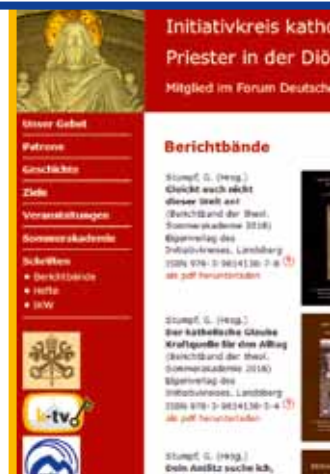 Initiativkreis katho
Priester in der Diö
Mitglied im Forum Deutsche
Unser Gebet
Patrone
Geschichte
Ziele
Veranstaltungen
Sommerakademie
Schriften
• Berichtbände
• Hefte
• IKW
k-tv
Berichtbände
Stumpf, G. (Hrsg.)
Gleicht euch nicht
dieser Welt an!
(Berichtband der theol.
Sommerakademie 2018)
Eigenverlag des
Initiativkreises, Landsberg
als pdf herunterladen
Stumpf, G. (Hrsg.)
Der katholische Glaube
Kraftquelle für den Alltag
(Berichtband der theol.
Sommerakademie 2016)
Eigenverlag des
Initiativkreises, Landsberg
als pdf herunterladen
Stumpf, G. (Hrsg.)
Dein Antlitz suche ich,